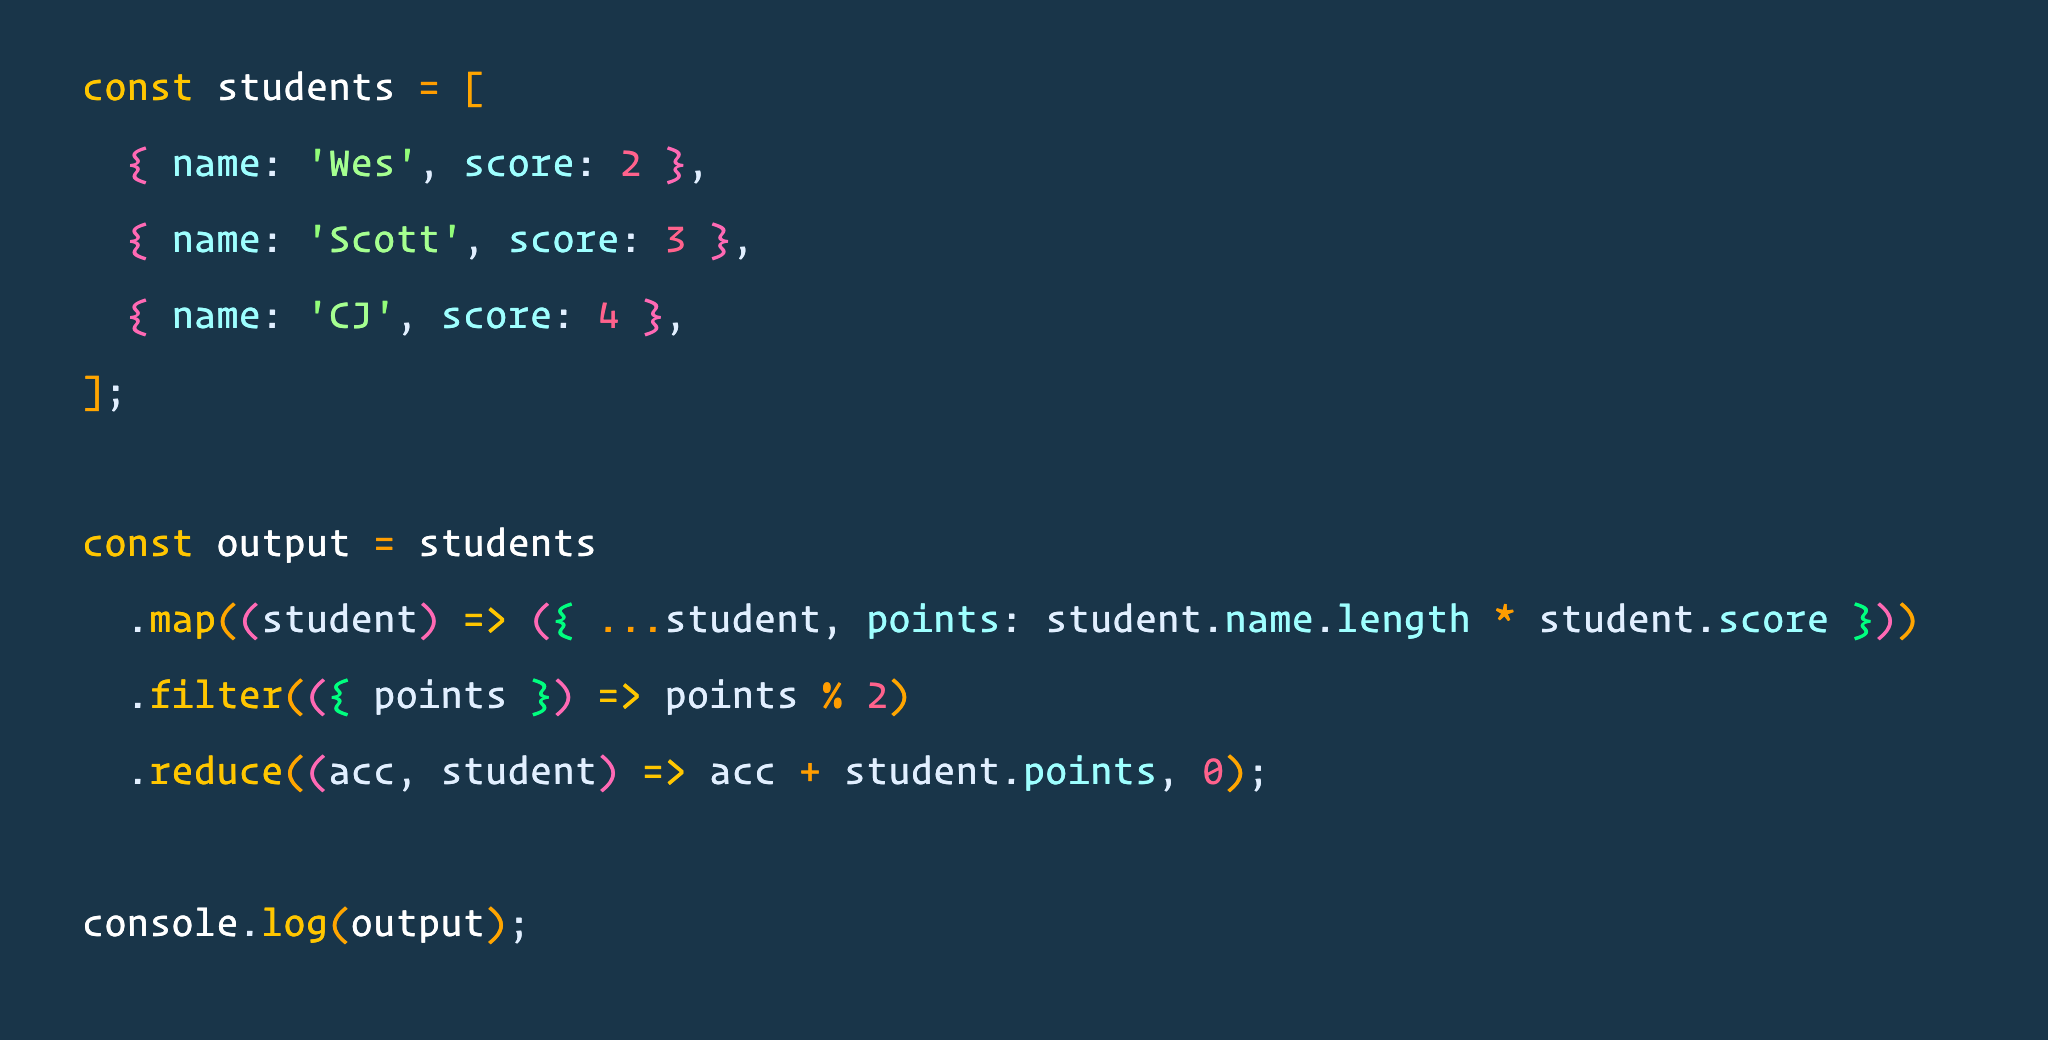 const students = [
  { name: 'Wes', score: 2 },
  { name: 'Scott', score: 3 },
  { name: 'CJ', score: 4 },
];

const output = students
  .map((student) => ({ ...student, points: student.name.length * student.score }))
  .filter(({ points }) => points % 2)
  .reduce((acc, student) => acc + student.points, 0);

console.log(output);